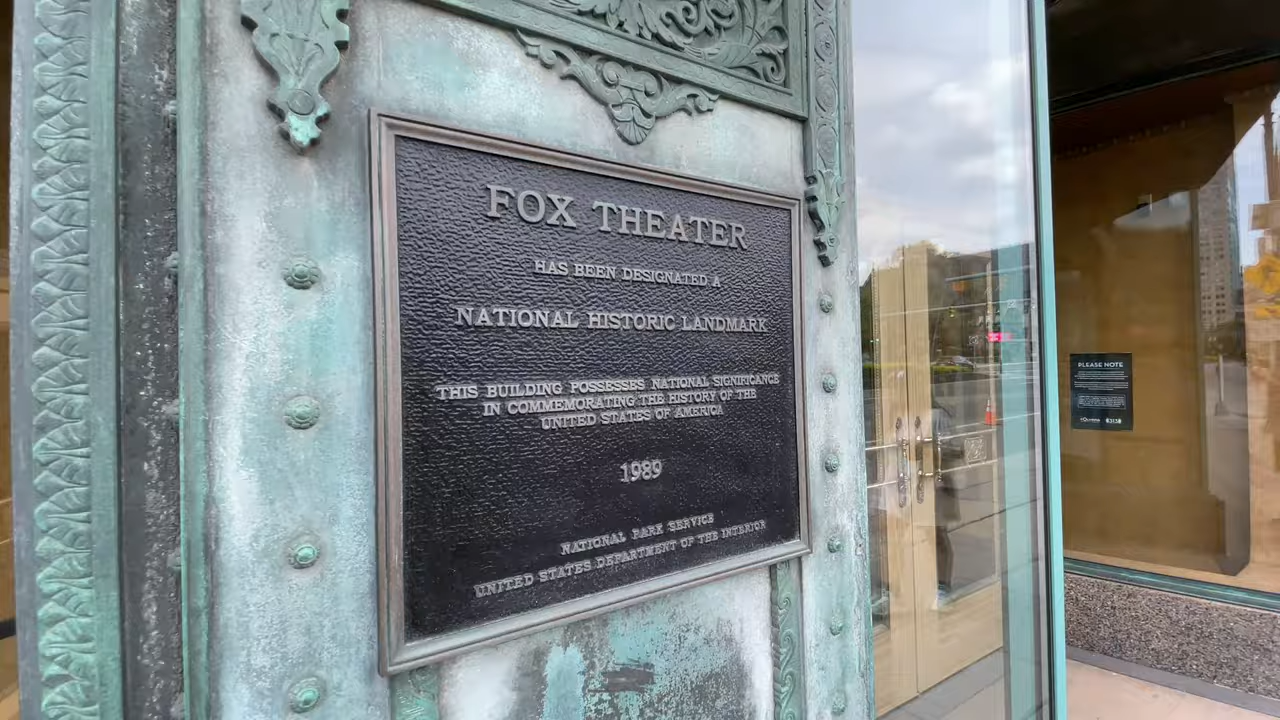 FOX THEATER
HAS BEEN DESIGNATED A
NATIONAL HISTORIC LANDMARK
THIS BUILDING POSSESSES NATIONAL SIGNIFICANCE
IN COMMEMORATING THE HISTORY OF THE
UNITED STATES OF AMERICA
1989
NATIONAL PARK SERVICE
UNITED STATES DEPARTMENT OF THE INTERIOR
PLEASE NOTE